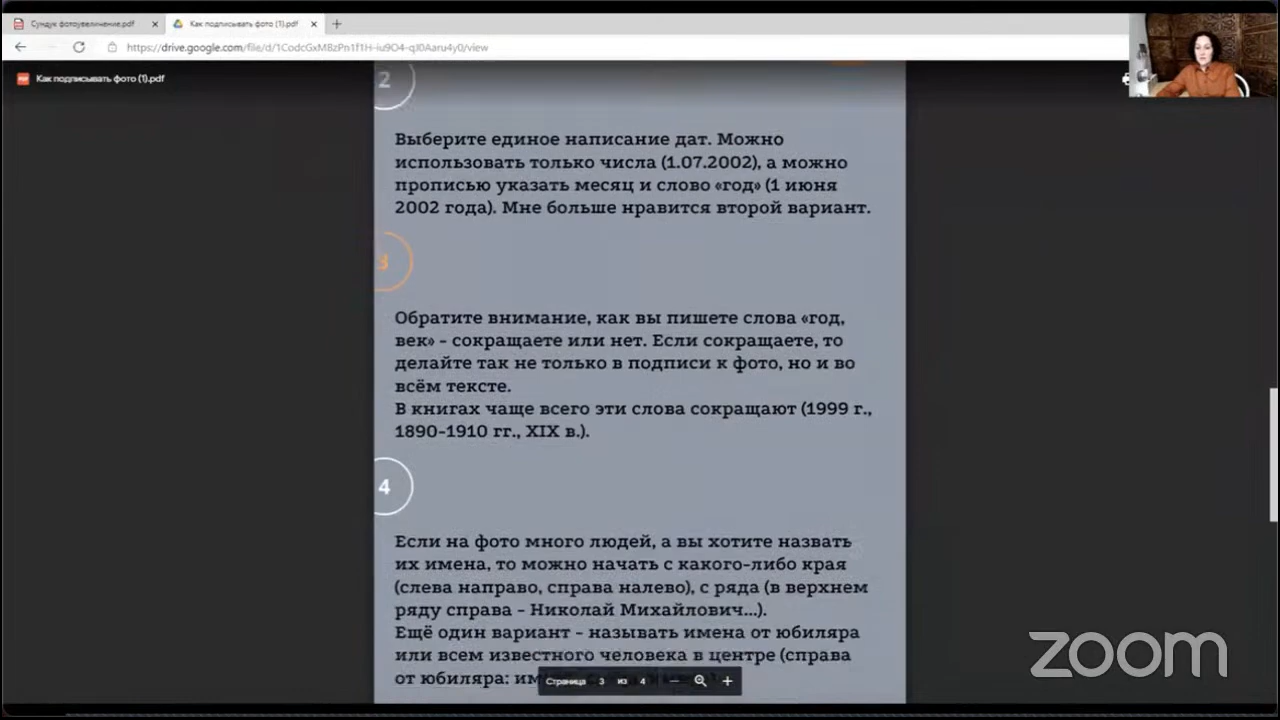 Сундук фотоувеличение.pdf
Как подписывать фото (1).pdf
https://drive.google.com/file/d/
Как подписывать фото (1).pdf
2
Выберите единое написание дат. Можно
использовать только числа (1.07.2002), а можно
прописью указать месяц и слово «год» (1 июня
2002 года). Мне больше нравится второй вариант.
3
Обратите внимание, как вы пишете слова «год,
век» - сокращаете или нет. Если сокращаете, то
делайте так не только в подписи к фото, но и во
всём тексте.
В книгах чаще всего эти слова сокращают (1999 г.,
1890-1910 гг., XIX в.).
4
Если на фото много людей, а вы хотите назвать
их имена, то можно начать с какого-либо края
(слева направо, справа налево), с ряда (в верхнем
ряду справа - Николай Михайлович...).
Ещё один вариант - называть имена от юбиляра
или всем известного человека в центре (справа
от юбиляра:
Страница 3 из 4
zoom